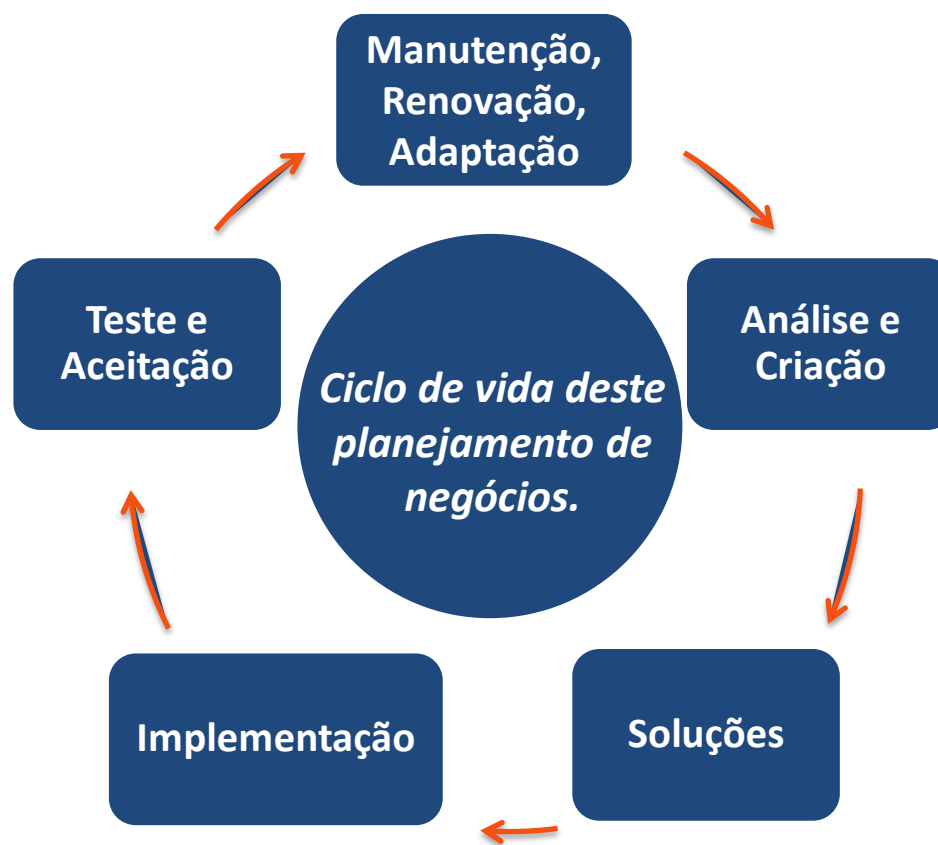 Manutenção,
Renovação,
Adaptação
Teste e
Aceitação
Análise e
Criação
Ciclo de vida deste
planejamento de
negócios.
Implementação
Soluções